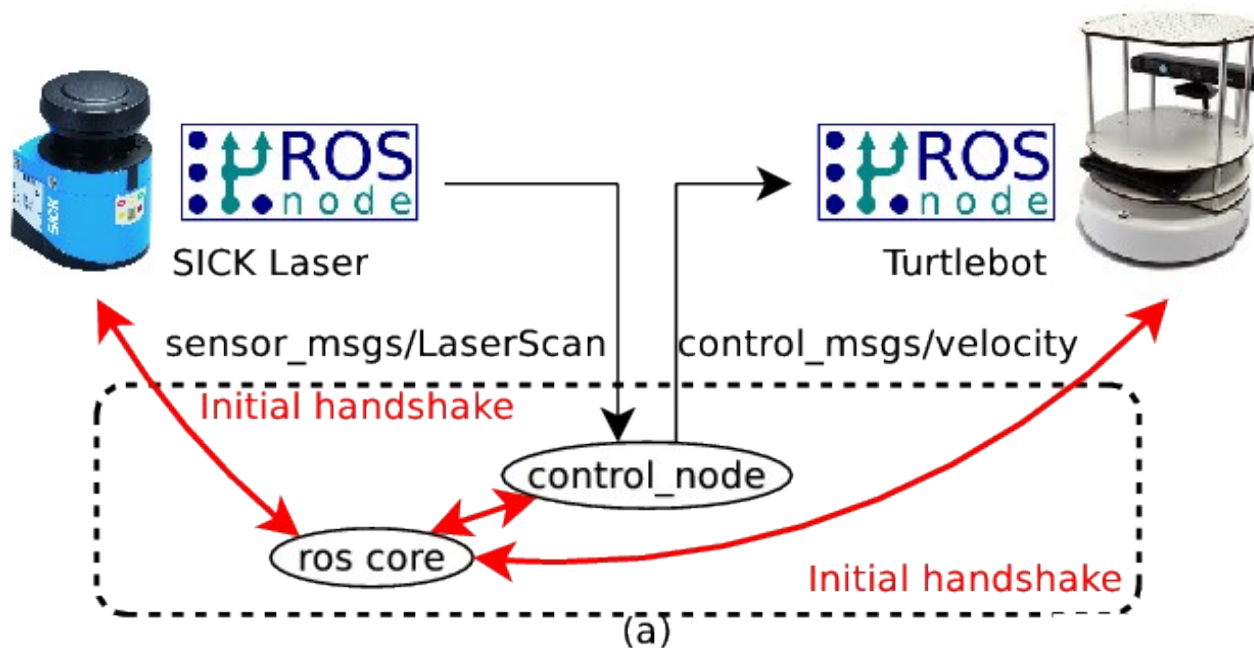 ROS
node
ROS
node
SICK
SICK Laser
Turtlebot
sensor_msgs/LaserScan
control_msgs/velocity
Initial handshake
control_node
ros core
Initial handshake
(a)